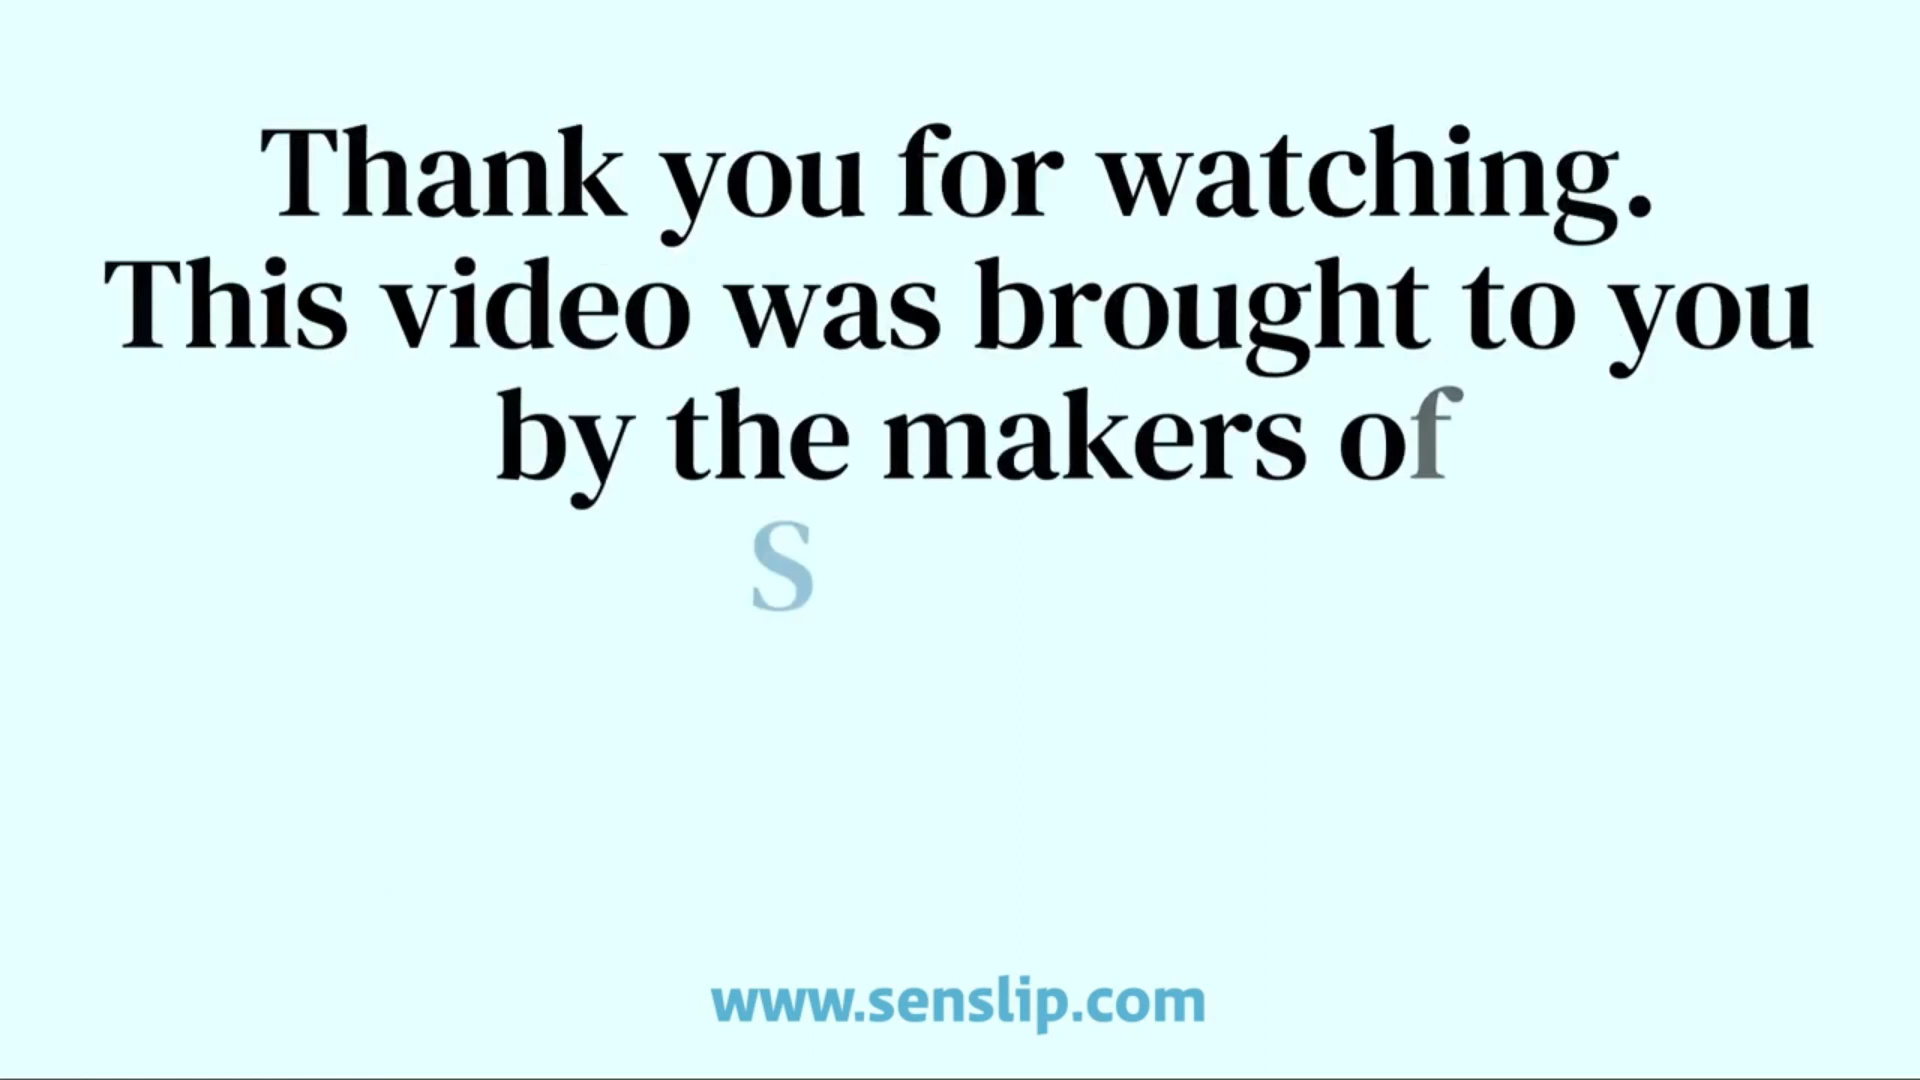 Thank you for watching.
This video was brought to you
by the makers of
S
www.senslip.com